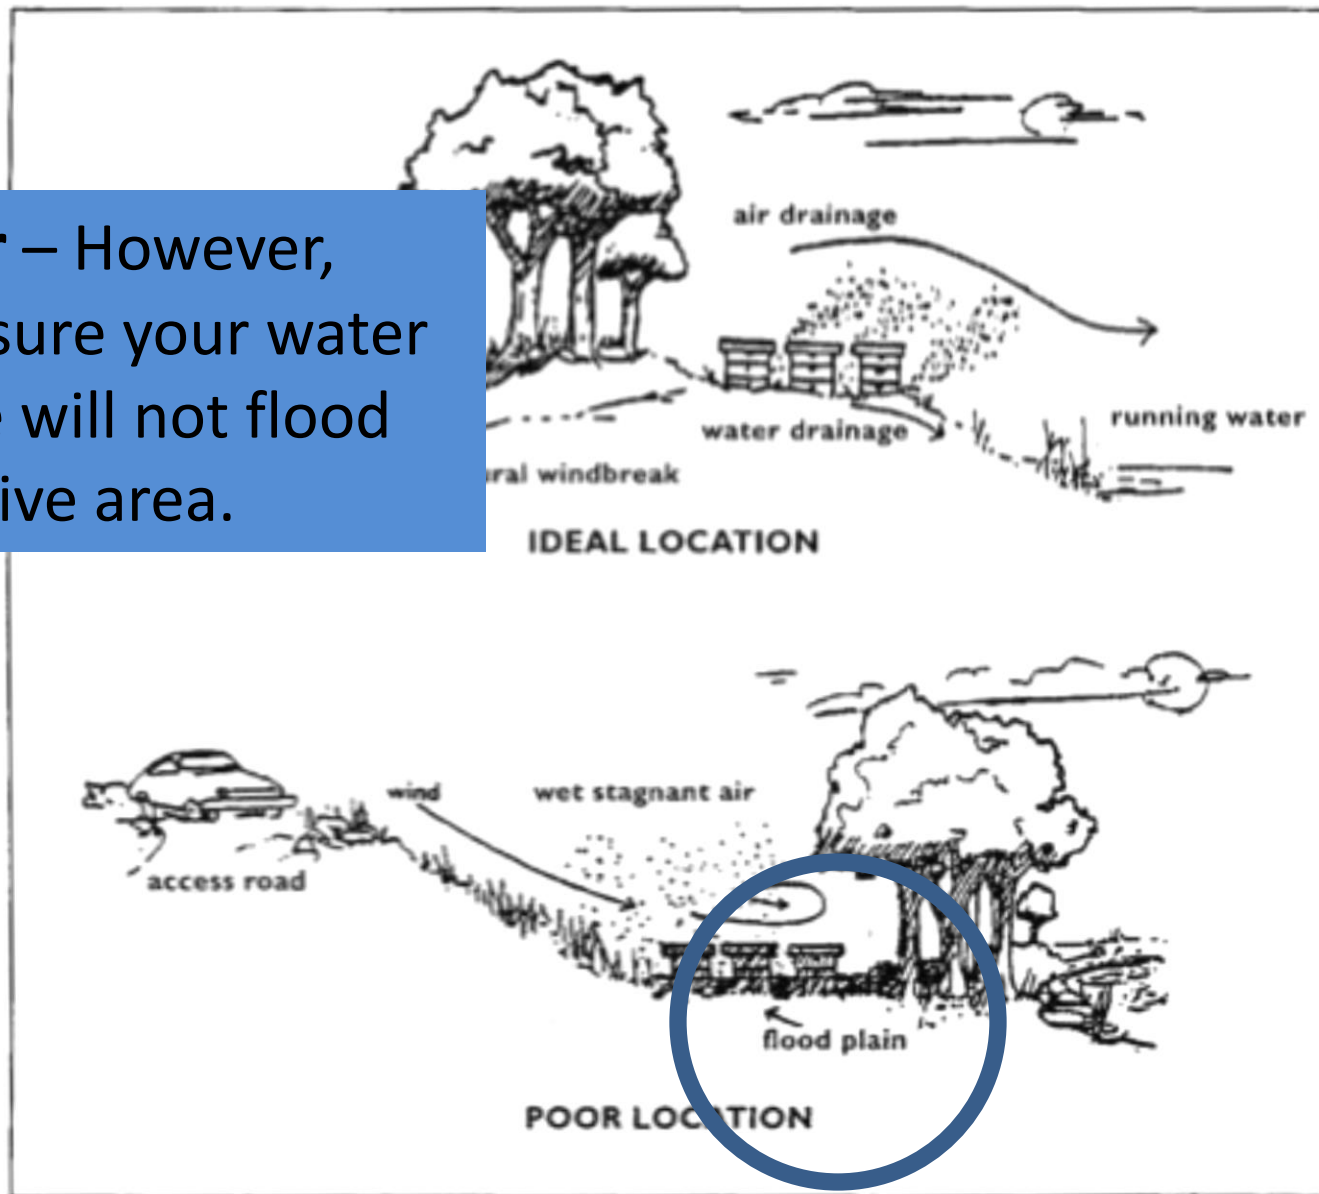 air drainage
r – However,
sure your water
will not flood
ive area.
water drainage
running water
ral windbreak
IDEAL LOCATION
wind
wet stagnant air
access road
flood plain
POOR LOCATION